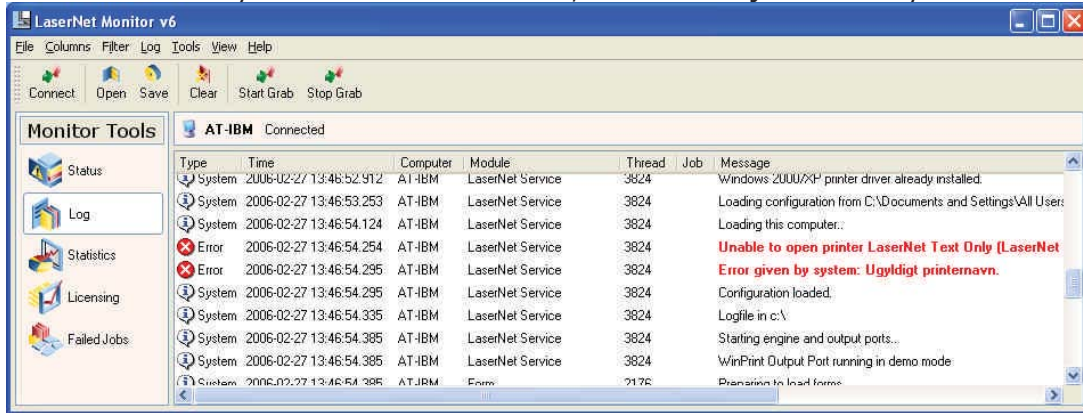 LaserNet Monitor v6
File Columns Filter Log Tools View Help
Connect Open Save Clear Start Grab Stop Grab
Monitor Tools
Status
Log
Statistics
Licensing
Failed Jobs
AT-IBM Connected
Type Time Computer Module Thread Job Message
System 2006-02-27 13:46:52.912 AT-IBM LaserNet Service 3824 Windows 2000/XP printer driver already installed.
System 2006-02-27 13:46:53.253 AT-IBM LaserNet Service 3824 Loading configuration from C:\Documents and Settings\All Users
System 2006-02-27 13:46:54.124 AT-IBM LaserNet Service 3824 Loading this computer..
Error 2006-02-27 13:46:54.254 AT-IBM LaserNet Service 3824 Unable to open printer LaserNet Text Only (LaserNet
Error 2006-02-27 13:46:54.295 AT-IBM LaserNet Service 3824 Error given by system: Ugyldigt printernavn.
System 2006-02-27 13:46:54.295 AT-IBM LaserNet Service 3824 Configuration loaded.
System 2006-02-27 13:46:54.335 AT-IBM LaserNet Service 3824 Logfile in c:\
System 2006-02-27 13:46:54.385 AT-IBM LaserNet Service 3824 Starting engine and output ports...
System 2006-02-27 13:46:54.385 AT-IBM LaserNet Service 3824 WinPrint Output Port running in demo mode
System 2006-02-27 13:46:54.385 AT-IBM Form 2176 Preparing to load forms